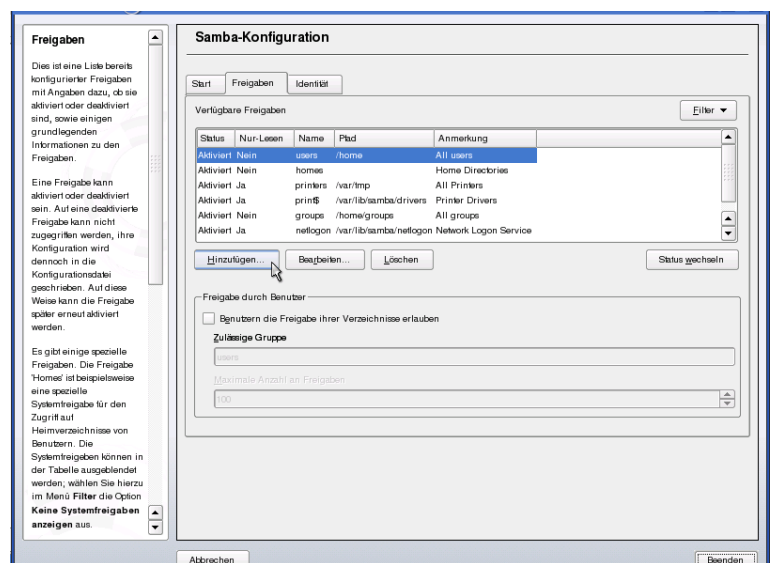 Freigaben
Dies ist eine Liste bereits
konfigurierter Freigaben
mit Angaben dazu, ob sie
aktiviert oder deaktiviert
sind, sowie einigen
grundlegenden
Informationen zu den
Freigaben.
Eine Freigabe kann
aktiviert oder deaktiviert
sein. Auf eine deaktivierte
Freigabe kann nicht
zugegriffen werden, ihre
Konfiguration wird
dennoch in die
Konfigurationsdatei
geschrieben. Auf diese
Weise kann die Freigabe
später erneut aktiviert
werden.
Es gibt einige spezielle
Freigaben. Die Freigabe
'Homes' ist beispielsweise
eine spezielle
Systemfreigabe für den
Zugriff auf
Heimverzeichnisse von
Benutzern. Die
Systemfreigeben können in
der Tabelle ausgeblendet
werden; wählen Sie hierzu
im Menü Filter die Option
Keine Systemfreigaben
anzeigen aus.
Samba-Konfiguration
Start Freigaben Identität
Verfügbare Freigaben
Filter
Status Nur-Lesen Name Pfad Anmerkung
Aktiviert Nein users /home All users
Aktiviert Nein homes Home Directories
Aktiviert Ja printers /var/tmp All Printers
Aktiviert Ja print$ /var/lib/samba/drivers Printer Drivers
Aktiviert Nein groups /home/groups All groups
Aktiviert Ja netlogon /var/lib/samba/netlogon Network Logon Service
Hinzufügen... Bearbeiten... Löschen Status wechseln
Freigabe durch Benutzer
Benutzern die Freigabe ihrer Verzeichnisse erlauben
Zulässige Gruppe
users
Maximale Anzahl an Freigaben
100
Abbrechen Beenden